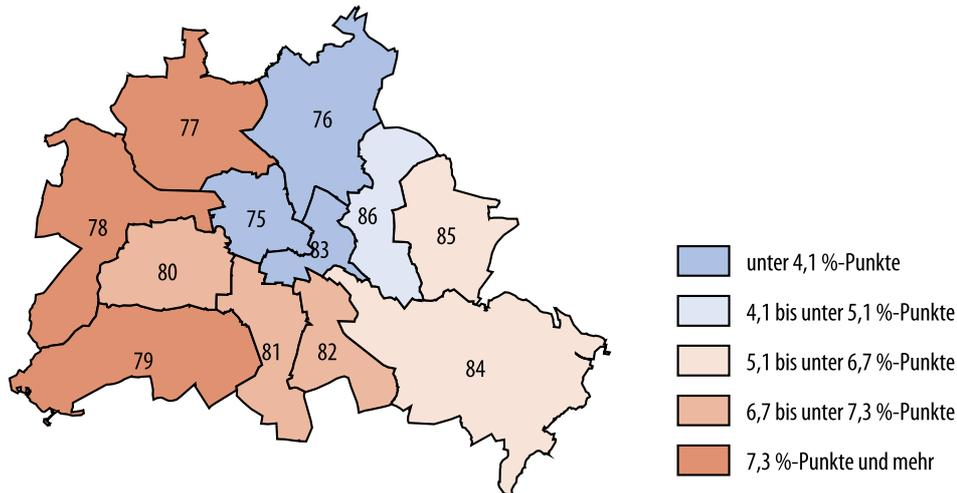 77
76
78
75
86
83
85
80
79
81
82
84
unter 4,1 %-Punkte
4,1 bis unter 5,1 %-Punkte
5,1 bis unter 6,7 %-Punkte
6,7 bis unter 7,3 %-Punkte
7,3 %-Punkte und mehr